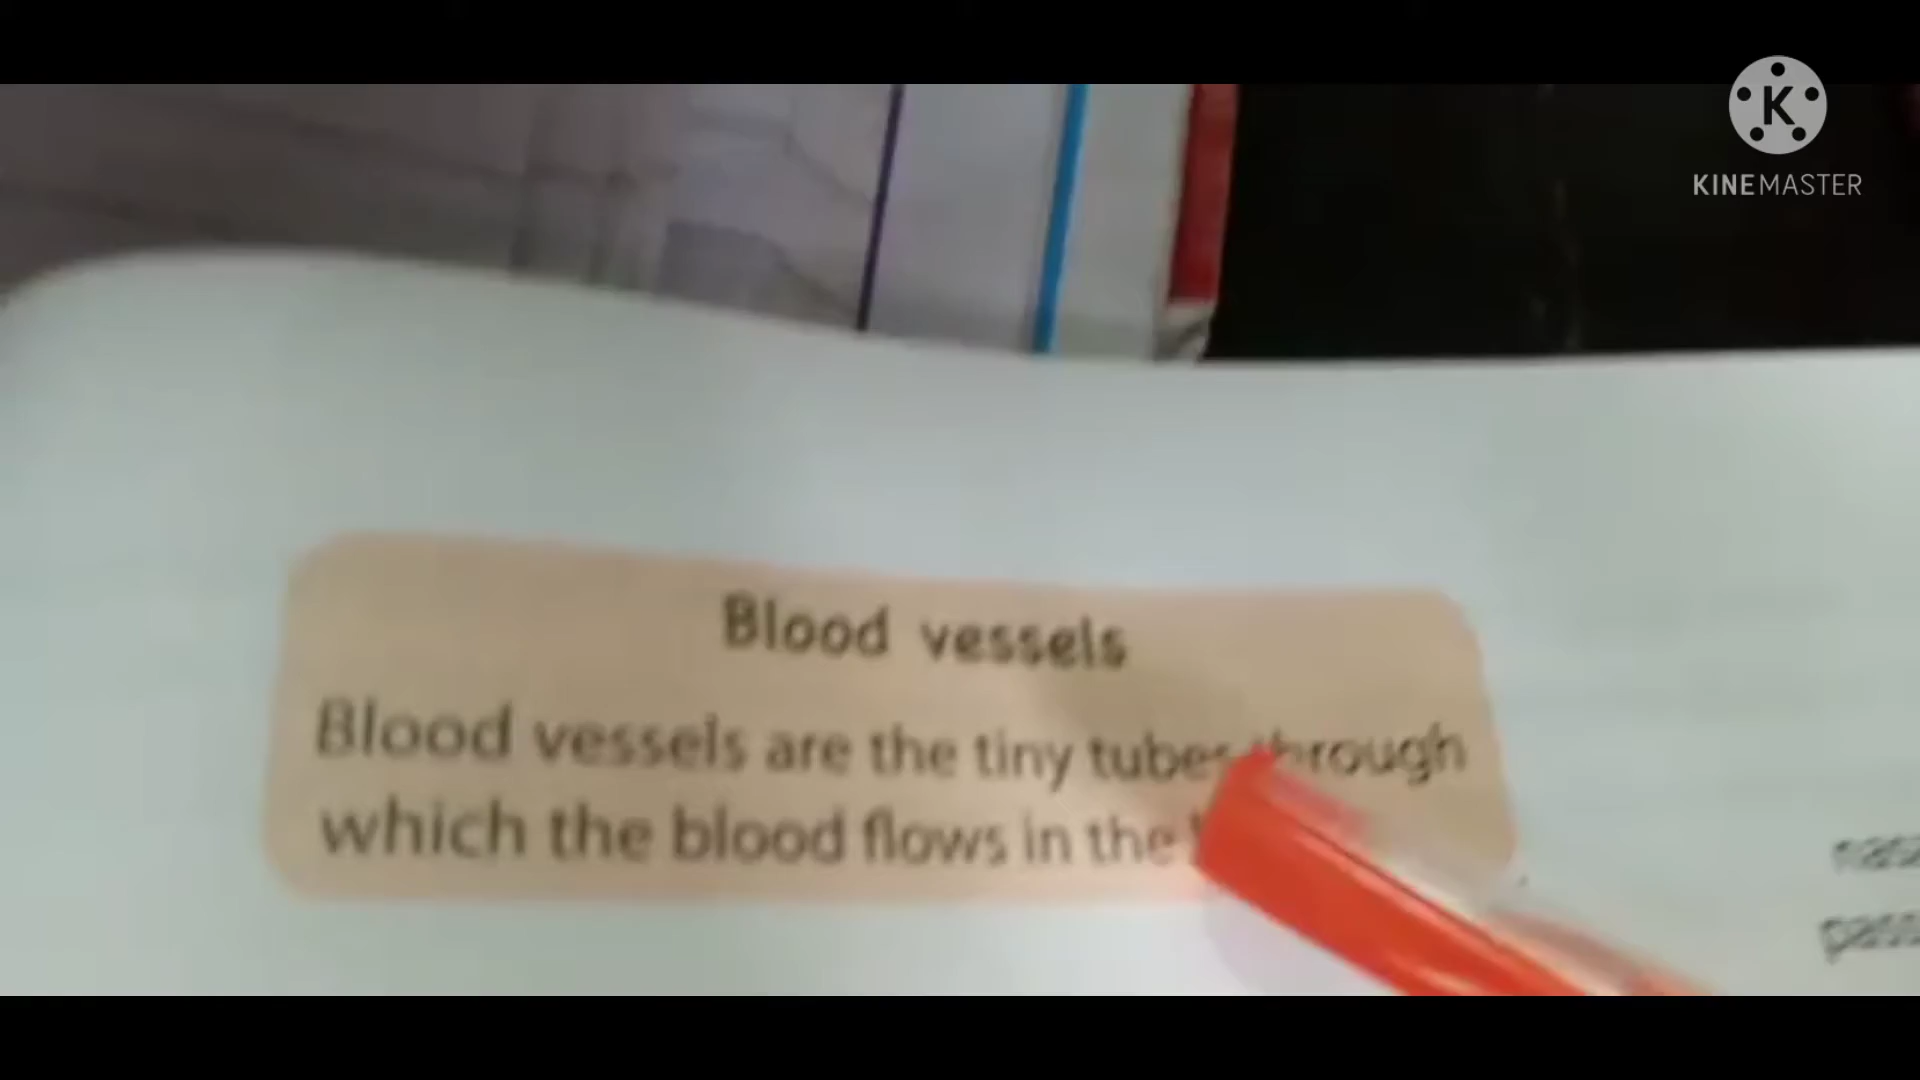 K
KINEMASTER
Blood vessels
Blood vessels are the tiny tubes through
which the blood flows in the